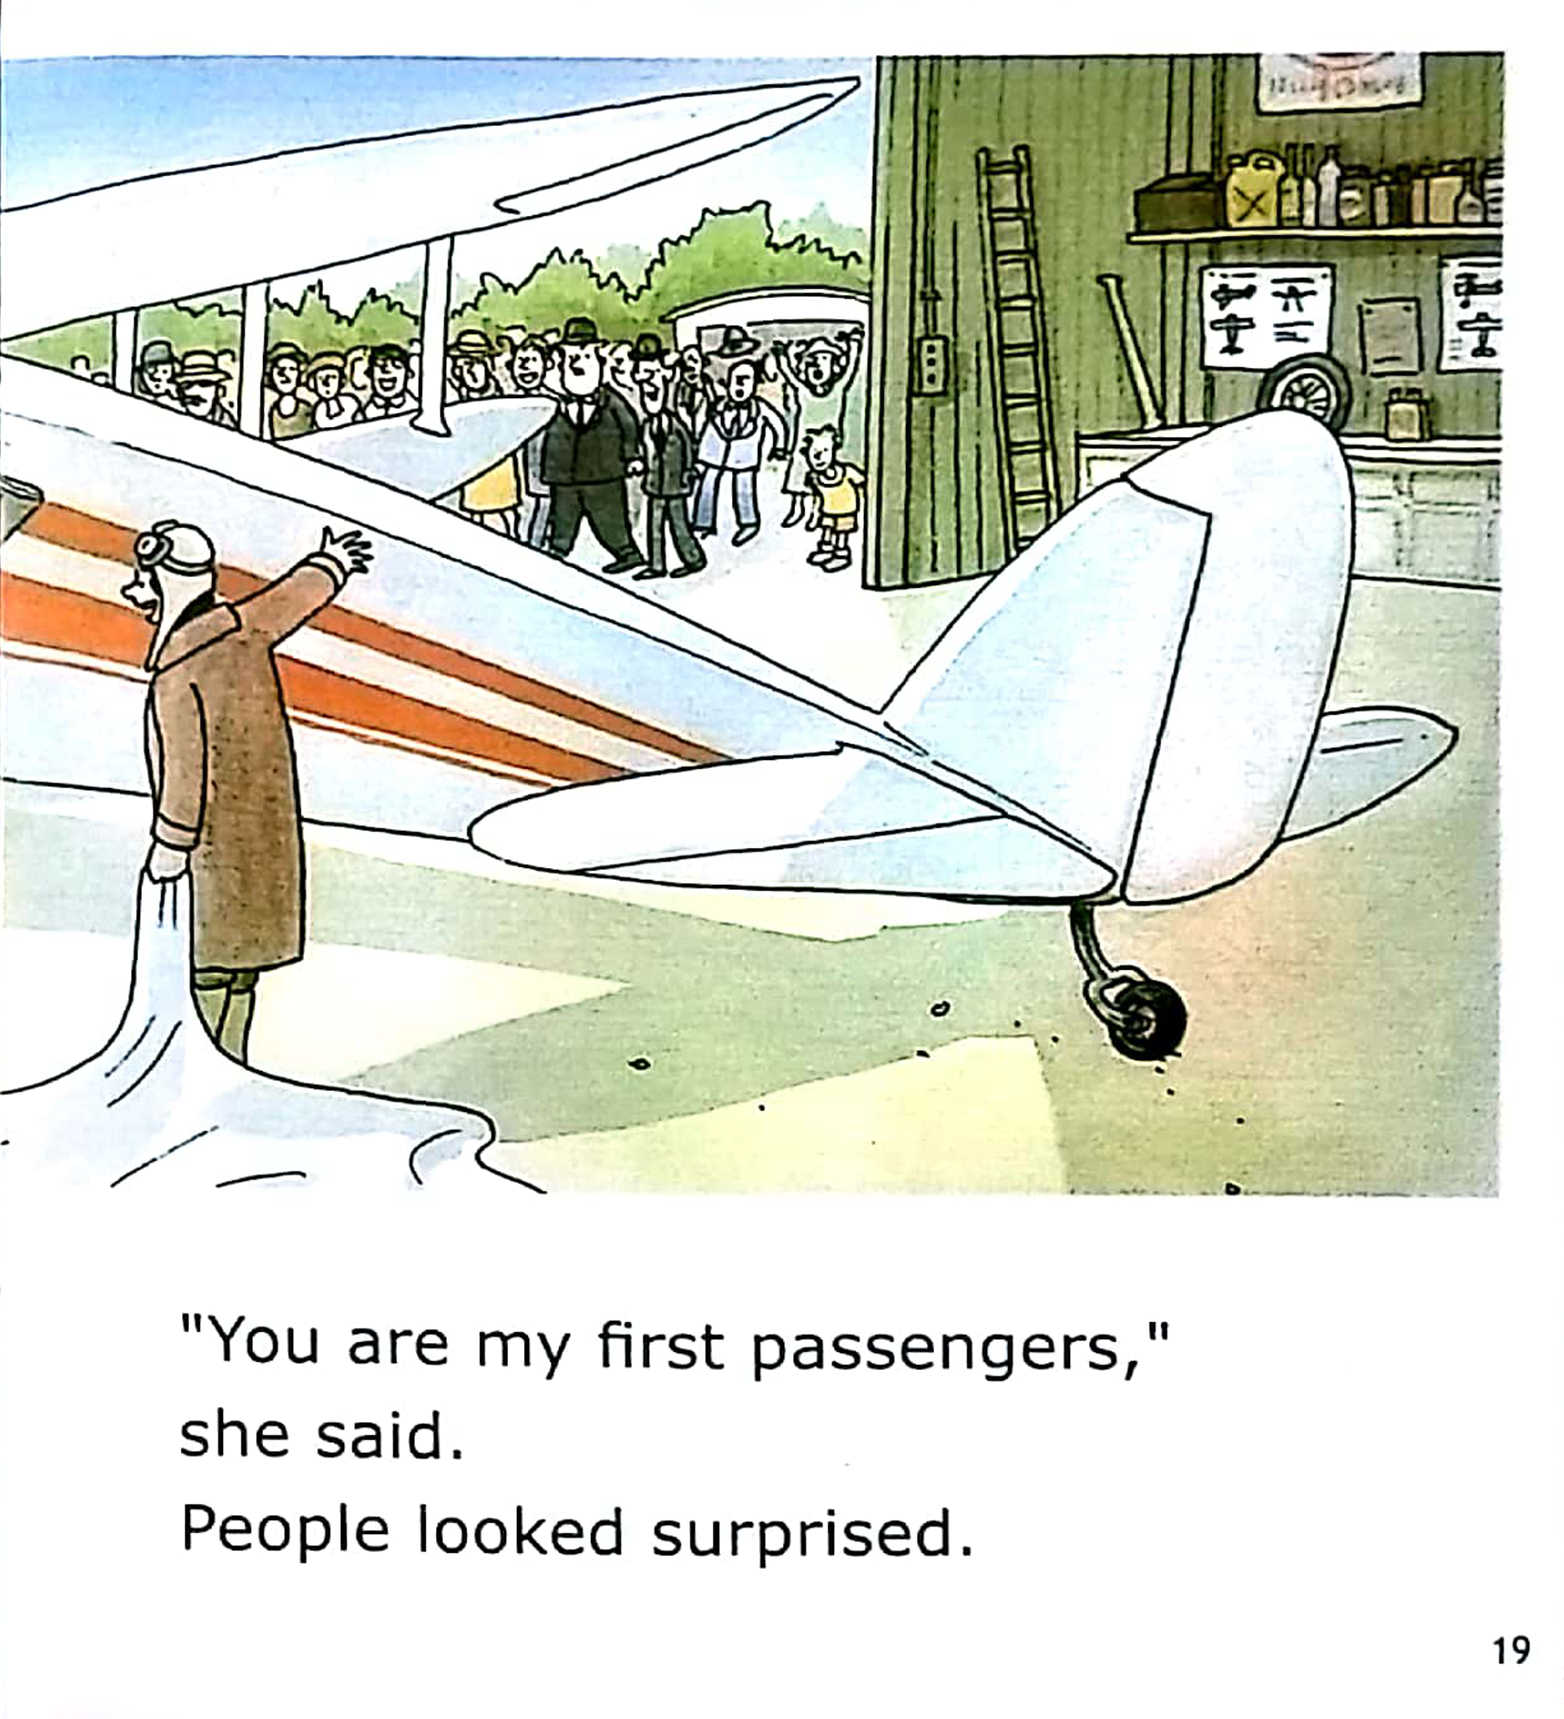 "You are my first passengers,"
she said.
People looked surprised.
19